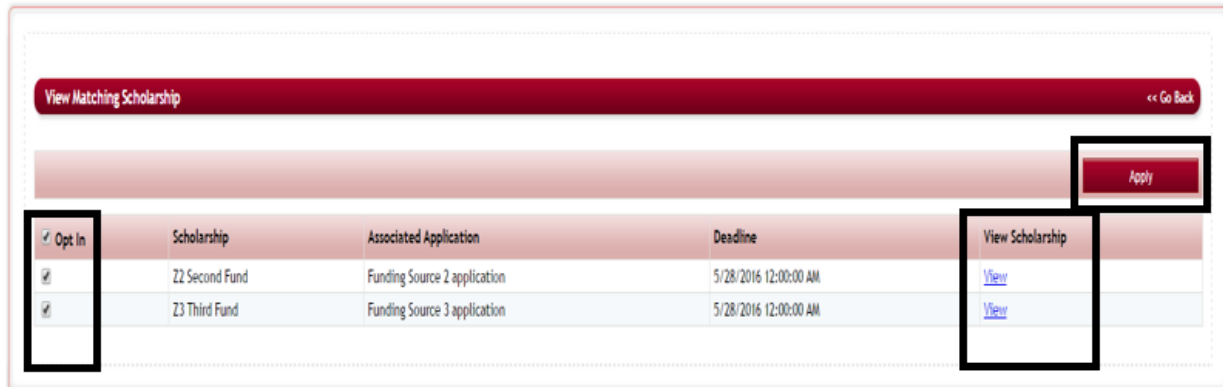 View Matching Scholarship << Go Back
Apply
Opt In Scholarship Associated Application Deadline View Scholarship
Z2 Second Fund Funding Source 2 application 5/28/2016 12:00:00 AM View
Z3 Third Fund Funding Source 3 application 5/28/2016 12:00:00 AM View